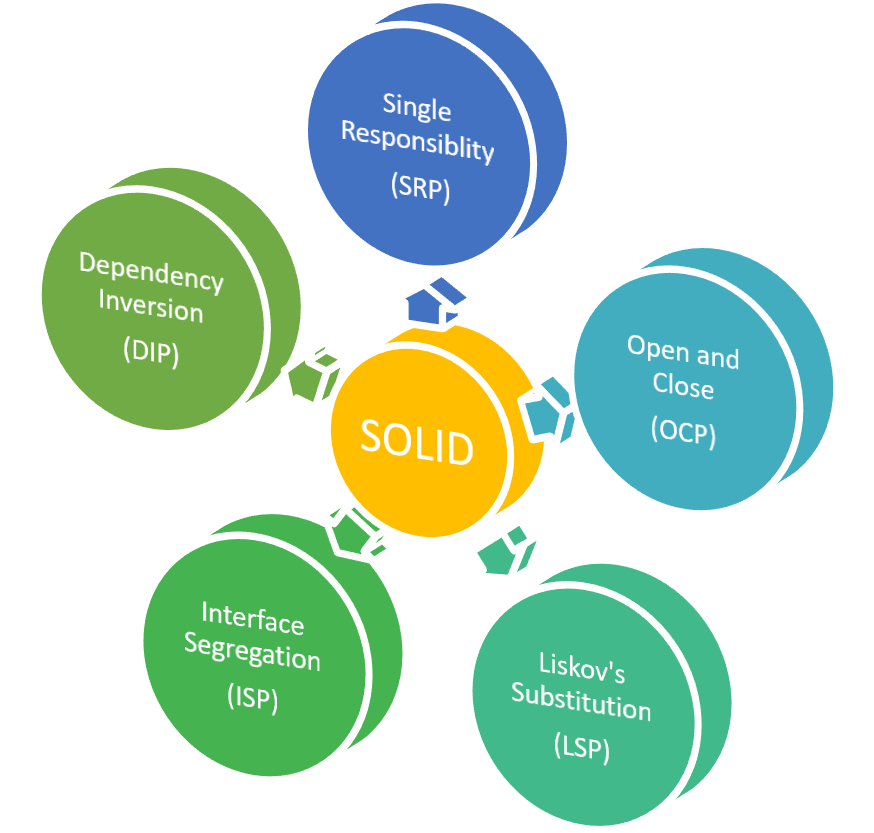 Single
Responsiblity
(SRP)
Dependency
Inversion
(DIP)
Open and
Close
(OCP)
SOLID
Interface
Segregation
(ISP)
Liskov's
Substitution
(LSP)